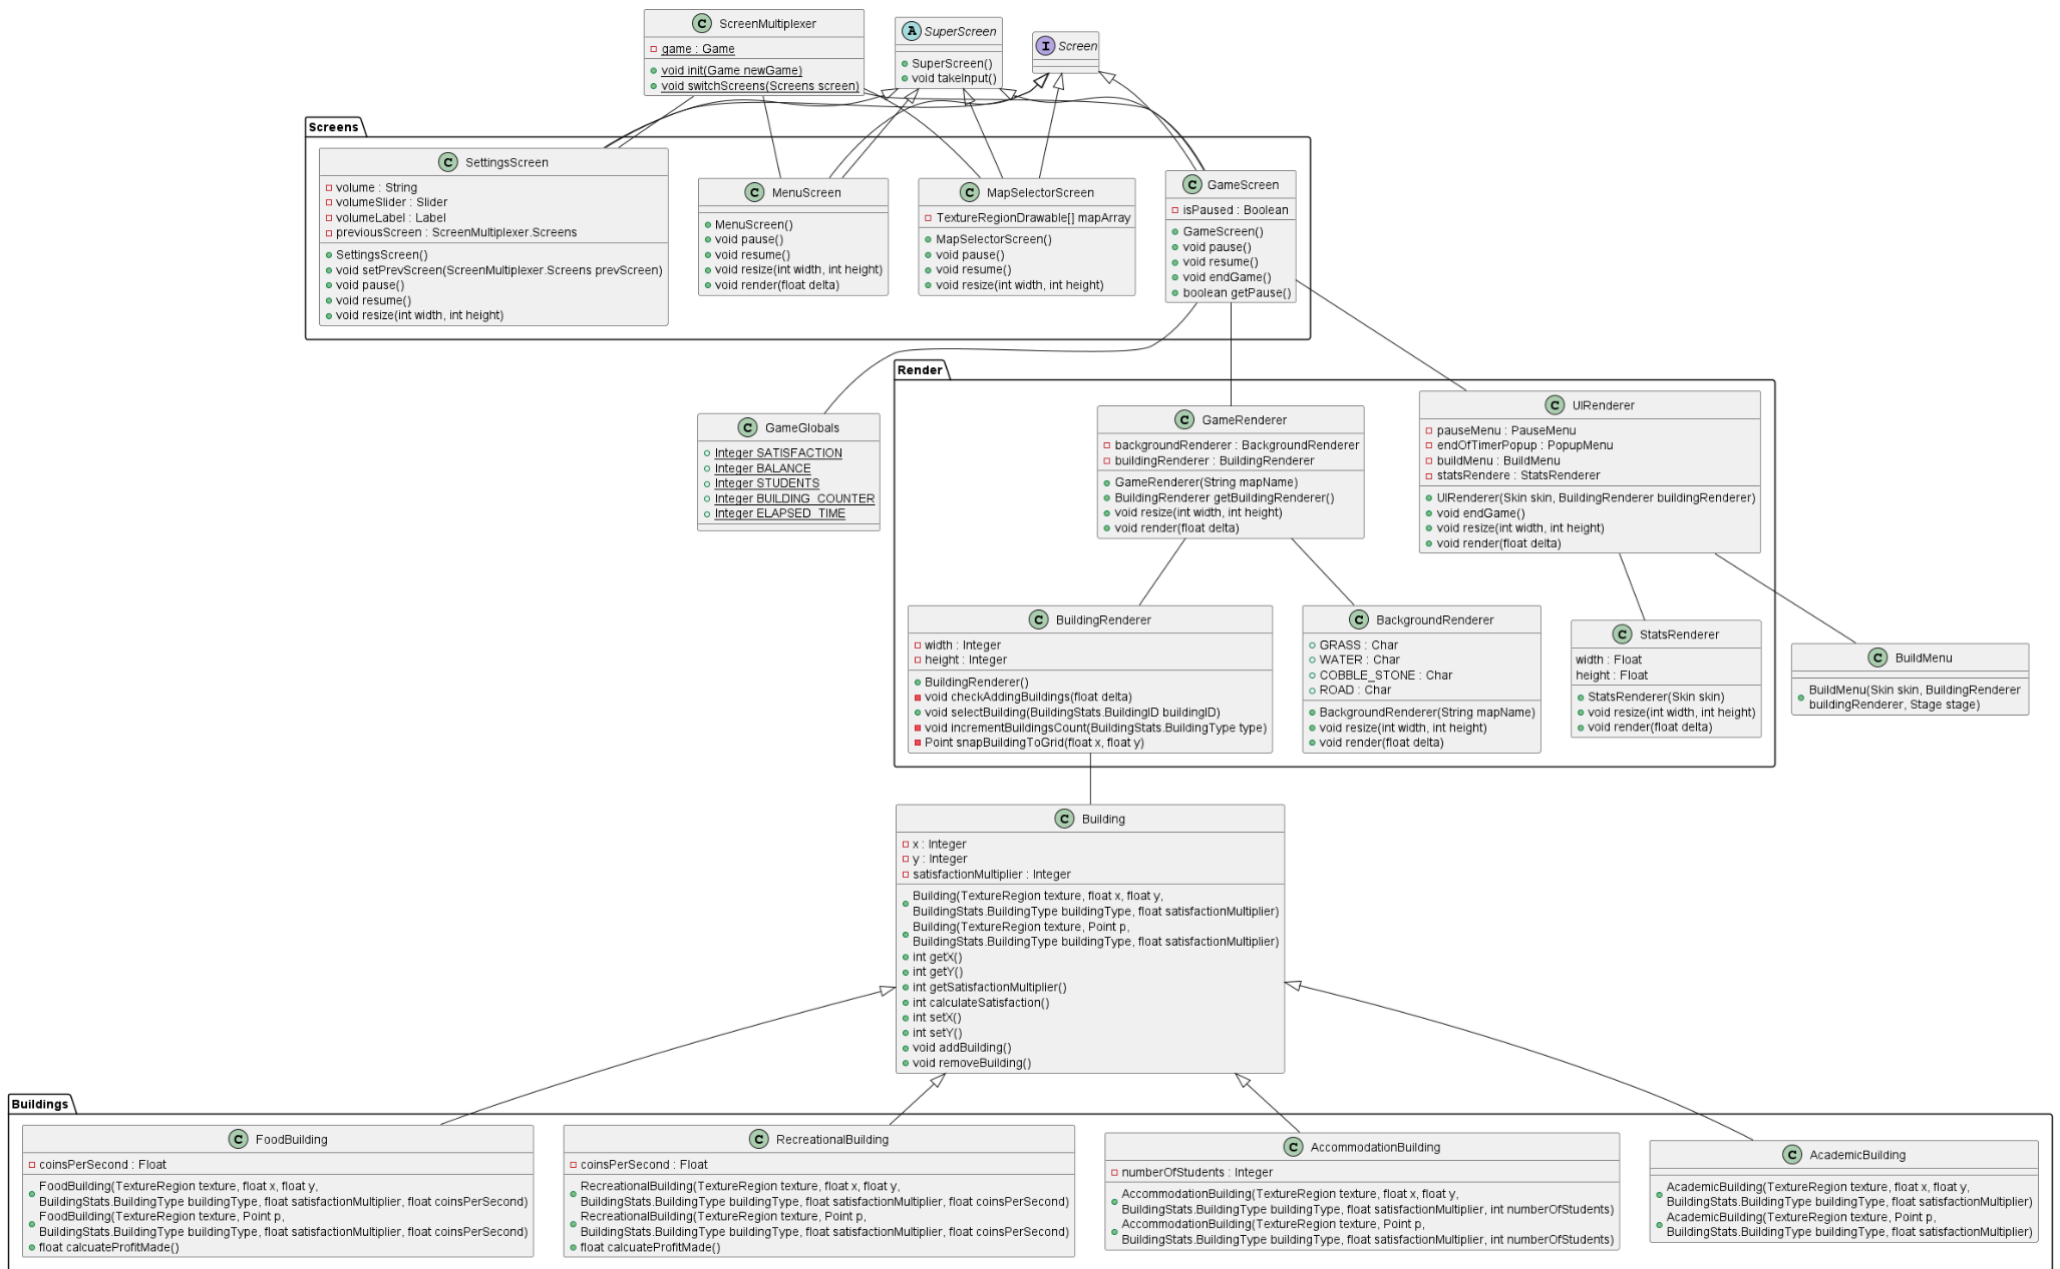 C ScreenMultiplexer
game : Game
void init(Game newGame)
void switchScreens(Screens screen)
A SuperScreen
SuperScreen()
void takeInput()
I Screen
Screens
C SettingsScreen
volume : String
volumeSlider : Slider
volumeLabel : Label
previousScreen : ScreenMultiplexer.Screens
SettingsScreen()
void setPrevScreen(ScreenMultiplexer.Screens prevScreen)
void pause()
void resume()
void resize(int width, int height)
C MenuScreen
MenuScreen()
void pause()
void resume()
void resize(int width, int height)
void render(float delta)
C MapSelectorScreen
TextureRegionDrawable[] mapArray
MapSelectorScreen()
void pause()
void resume()
void resize(int width, int height)
C GameScreen
isPaused : Boolean
GameScreen()
void pause()
void resume()
void endGame()
boolean getPause()
C GameGlobals
Integer SATISFACTION
Integer BALANCE
Integer STUDENTS
Integer BUILDING_COUNTER
Integer ELAPSED_TIME
Render
C GameRenderer
backgroundRenderer : BackgroundRenderer
buildingRenderer : BuildingRenderer
GameRenderer(String mapName)
BuildingRenderer getBuildingRenderer()
void resize(int width, int height)
void render(float delta)
C UIRenderer
pauseMenu : PauseMenu
endOfTimerPopup : PopupMenu
buildMenu : BuildMenu
statsRendere : StatsRenderer
UIRenderer(Skin skin, BuildingRenderer buildingRenderer)
void endGame()
void resize(int width, int height)
void render(float delta)
C BuildingRenderer
width : Integer
height : Integer
BuildingRenderer()
void checkAddingBuildings(float delta)
void selectBuilding(BuildingStats.BuildingID buildingID)
void incrementBuildingsCount(BuildingStats.BuildingType type)
Point snapBuildingToGrid(float x, float y)
C BackgroundRenderer
GRASS : Char
WATER : Char
COBBLE_STONE : Char
ROAD : Char
BackgroundRenderer(String mapName)
void resize(int width, int height)
void render(float delta)
C StatsRenderer
width : Float
height : Float
StatsRenderer(Skin skin)
void resize(int width, int height)
void render(float delta)
C BuildMenu
BuildMenu(Skin skin, BuildingRenderer
buildingRenderer, Stage stage)
C Building
x : Integer
y : Integer
satisfactionMultiplier : Integer
Building(TextureRegion texture, float x, float y,
BuildingStats.BuildingType buildingType, float satisfactionMultiplier)
Building(TextureRegion texture, Point p,
BuildingStats.BuildingType buildingType, float satisfactionMultiplier)
int getX()
int getY()
int getSatisfactionMultiplier()
int calculateSatisfaction()
int setX()
int setY()
void addBuilding()
void removeBuilding()
Buildings
C FoodBuilding
coinsPerSecond : Float
FoodBuilding(TextureRegion texture, float x, float y,
BuildingStats.BuildingType buildingType, float satisfactionMultiplier, float coinsPerSecond)
FoodBuilding(TextureRegion texture, Point p,
BuildingStats.BuildingType buildingType, float satisfactionMultiplier, float coinsPerSecond)
float calcuateProfitMade()
C RecreationalBuilding
coinsPerSecond : Float
RecreationalBuilding(TextureRegion texture, float x, float y,
BuildingStats.BuildingType buildingType, float satisfactionMultiplier, float coinsPerSecond)
RecreationalBuilding(TextureRegion texture, Point p,
BuildingStats.BuildingType buildingType, float satisfactionMultiplier, float coinsPerSecond)
float calcuateProfitMade()
C AccommodationBuilding
numberOfStudents : Integer
AccommodationBuilding(TextureRegion texture, float x, float y,
BuildingStats.BuildingType buildingType, float satisfactionMultiplier, int numberOfStudents)
AccommodationBuilding(TextureRegion texture, Point p,
BuildingStats.BuildingType buildingType, float satisfactionMultiplier, int numberOfStudents)
C AcademicBuilding
AcademicBuilding(TextureRegion texture, float x, float y,
BuildingStats.BuildingType buildingType, float satisfactionMultiplier)
AcademicBuilding(TextureRegion texture, Point p,
BuildingStats.BuildingType buildingType, float satisfactionMultiplier)